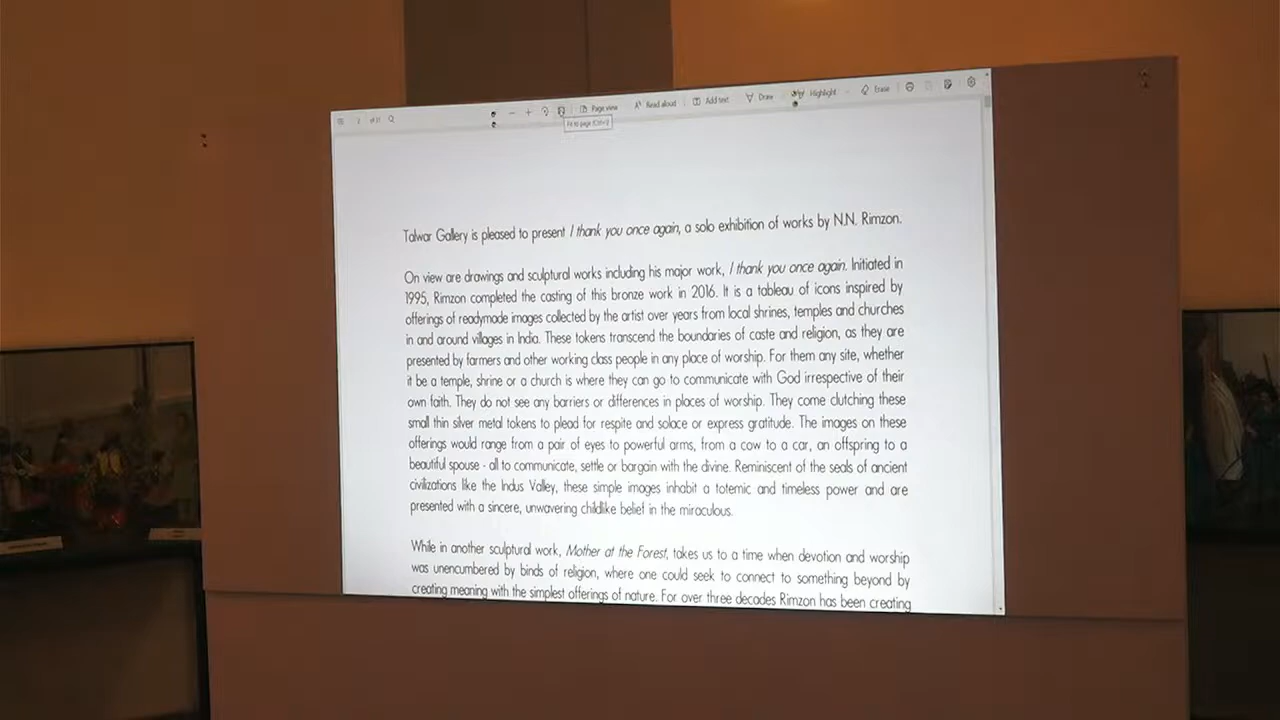 of 21
Page view
Read aloud
Add text
Draw
Highlight
Erase
Fit to page (Ctrl+\)
Talwar Gallery is pleased to present I thank you once again, a solo exhibition of works by N.N. Rimzon.
On view are drawings and sculptural works including his major work, I thank you once again. Initiated in
1995, Rimzon completed the casting of this bronze work in 2016. It is a tableau of icons inspired by
offerings of readymade images collected by the artist over years from local shrines, temples and churches
in and around villages in India. These tokens transcend the boundaries of caste and religion, as they are
presented by farmers and other working class people in any place of worship. For them any site, whether
it be a temple, shrine or a church is where they can go to communicate with God irrespective of their
own faith. They do not see any barriers or differences in places of worship. They come clutching these
small thin silver metal tokens to plead for respite and solace or express gratitude. The images on these
offerings would range from a pair of eyes to powerful arms, from a cow to a car, an offspring to a
beautiful spouse - all to communicate, settle or bargain with the divine. Reminiscent of the seals of ancient
civilizations like the Indus Valley, these simple images inhabit a totemic and timeless power and are
presented with a sincere, unwavering childlike belief in the miraculous.
While in another sculptural work, Mother at the Forest, takes us to a time when devotion and worship
was unencumbered by binds of religion, where one could seek to connect to something beyond by
creating meaning with the simplest offerings of nature. For over three decades Rimzon has been creating